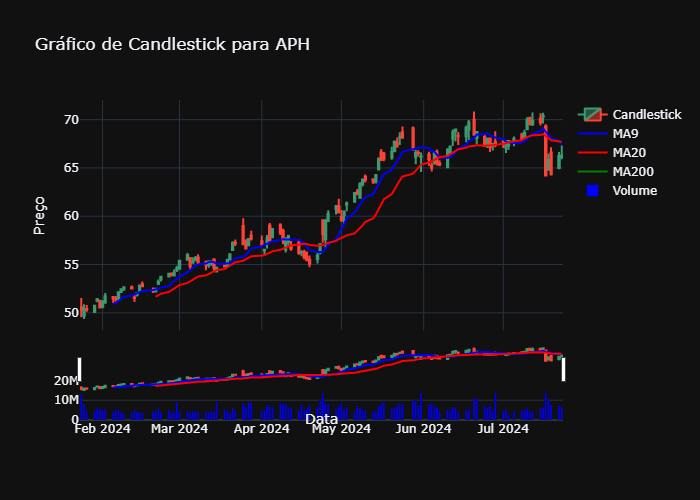 Gráfico de Candlestick para APH
Candlestick
MA9
MA20
MA200
Volume
Preço
70
65
60
55
50
20M
10M
0
Feb 2024
Mar 2024
Apr 2024
May 2024
Jun 2024
Jul 2024
Data